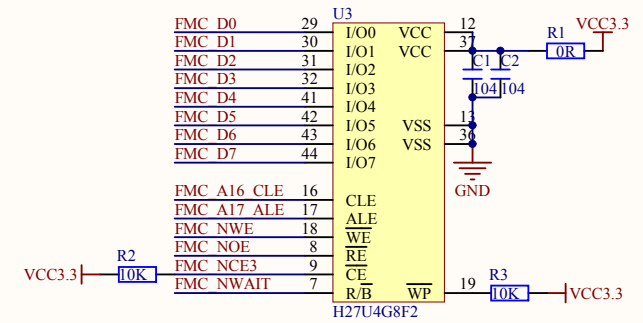 U3
FMC_D0 29 I/O0 VCC 12 VCC3.3
FMC_D1 30 I/O1 VCC 37 R1
FMC_D2 31 I/O2 C1 C2 0R
FMC_D3 32 I/O3
FMC_D4 41 I/O4 104 104
FMC_D5 42 I/O5 VSS 13
FMC_D6 43 I/O6 VSS 36
FMC_D7 44 I/O7
GND
FMC_A16_CLE 16 CLE
FMC_A17_ALE 17 ALE
FMC_NWE 18 WE
FMC_NOE 8 RE
R2 FMC_NCE3 9 CE R3
VCC3.3 10K FMC_NWAIT 7 R/B WP 19 10K VCC3.3
H27U4G8F2